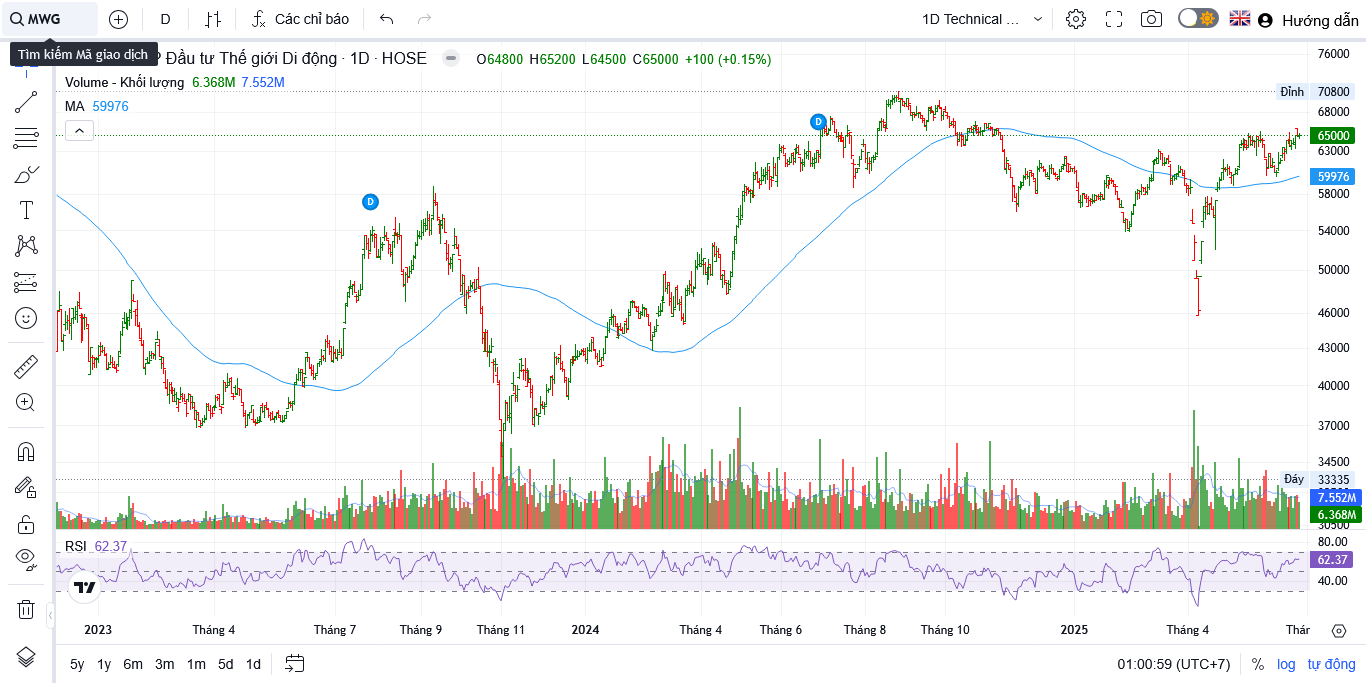 MWG
D
Các chỉ báo
1D Technical ...
Hướng dẫn
Tìm kiếm Mã giao dịch
P Đầu tư Thế giới Di động · 1D · HOSE
O64800 H65200 L64500 C65000 +100 (+0.15%)
Volume - Khối lượng 6.368M 7.552M
MA 59976
D
D
76000
Đỉnh 70800
68000
65000
63000
59976
58000
54000
50000
46000
43000
40000
37000
34500
Đáy 33335
7.552M
6.368M
30500
RSI 62.37
80.00
62.37
40.00
2023 Tháng 4 Tháng 7 Tháng 9 Tháng 11 2024 Tháng 4 Tháng 6 Tháng 8 Tháng 10 2025 Tháng 4 Thár
5y 1y 6m 3m 1m 5d 1d
01:00:59 (UTC+7) % log tự động